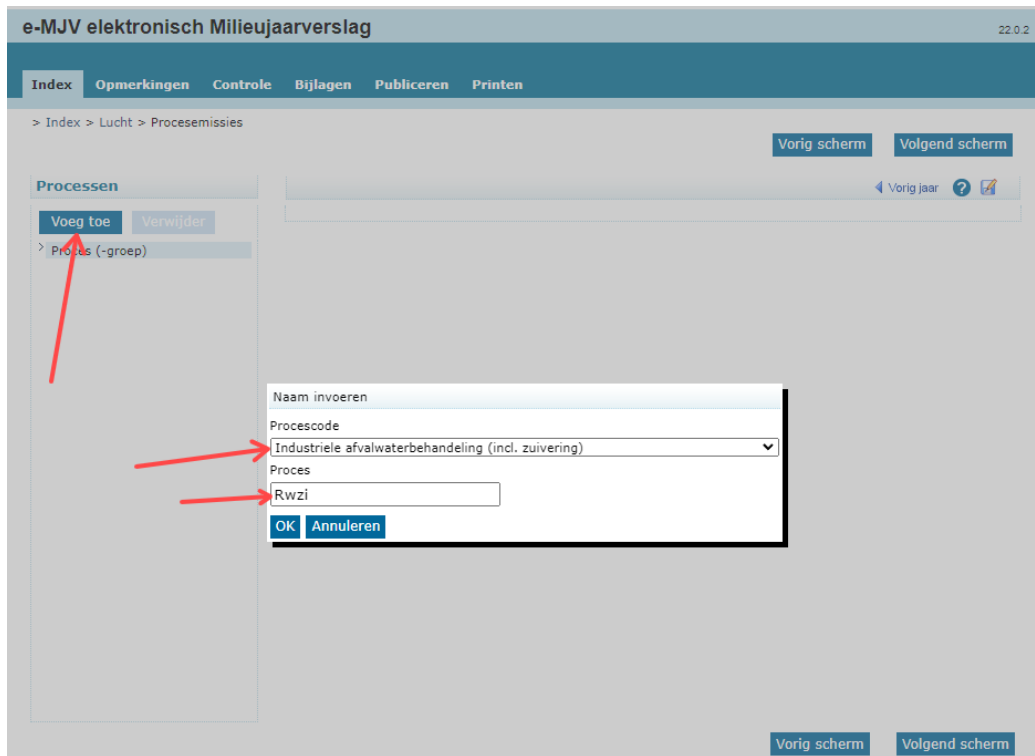 e-MJV elektronisch Milieujaarverslag
22.0.2
Index Opmerkingen Controle Bijlagen Publiceren Printen
> Index > Lucht > Procesemissies
Vorig scherm Volgend scherm
Processen
Vorig jaar
Voeg toe Verwijder
Proces (-groep)
Naam invoeren
Procescode
Industriele afvalwaterbehandeling (incl. zuivering)
Proces
Rwzi
OK Annuleren
Vorig scherm Volgend scherm